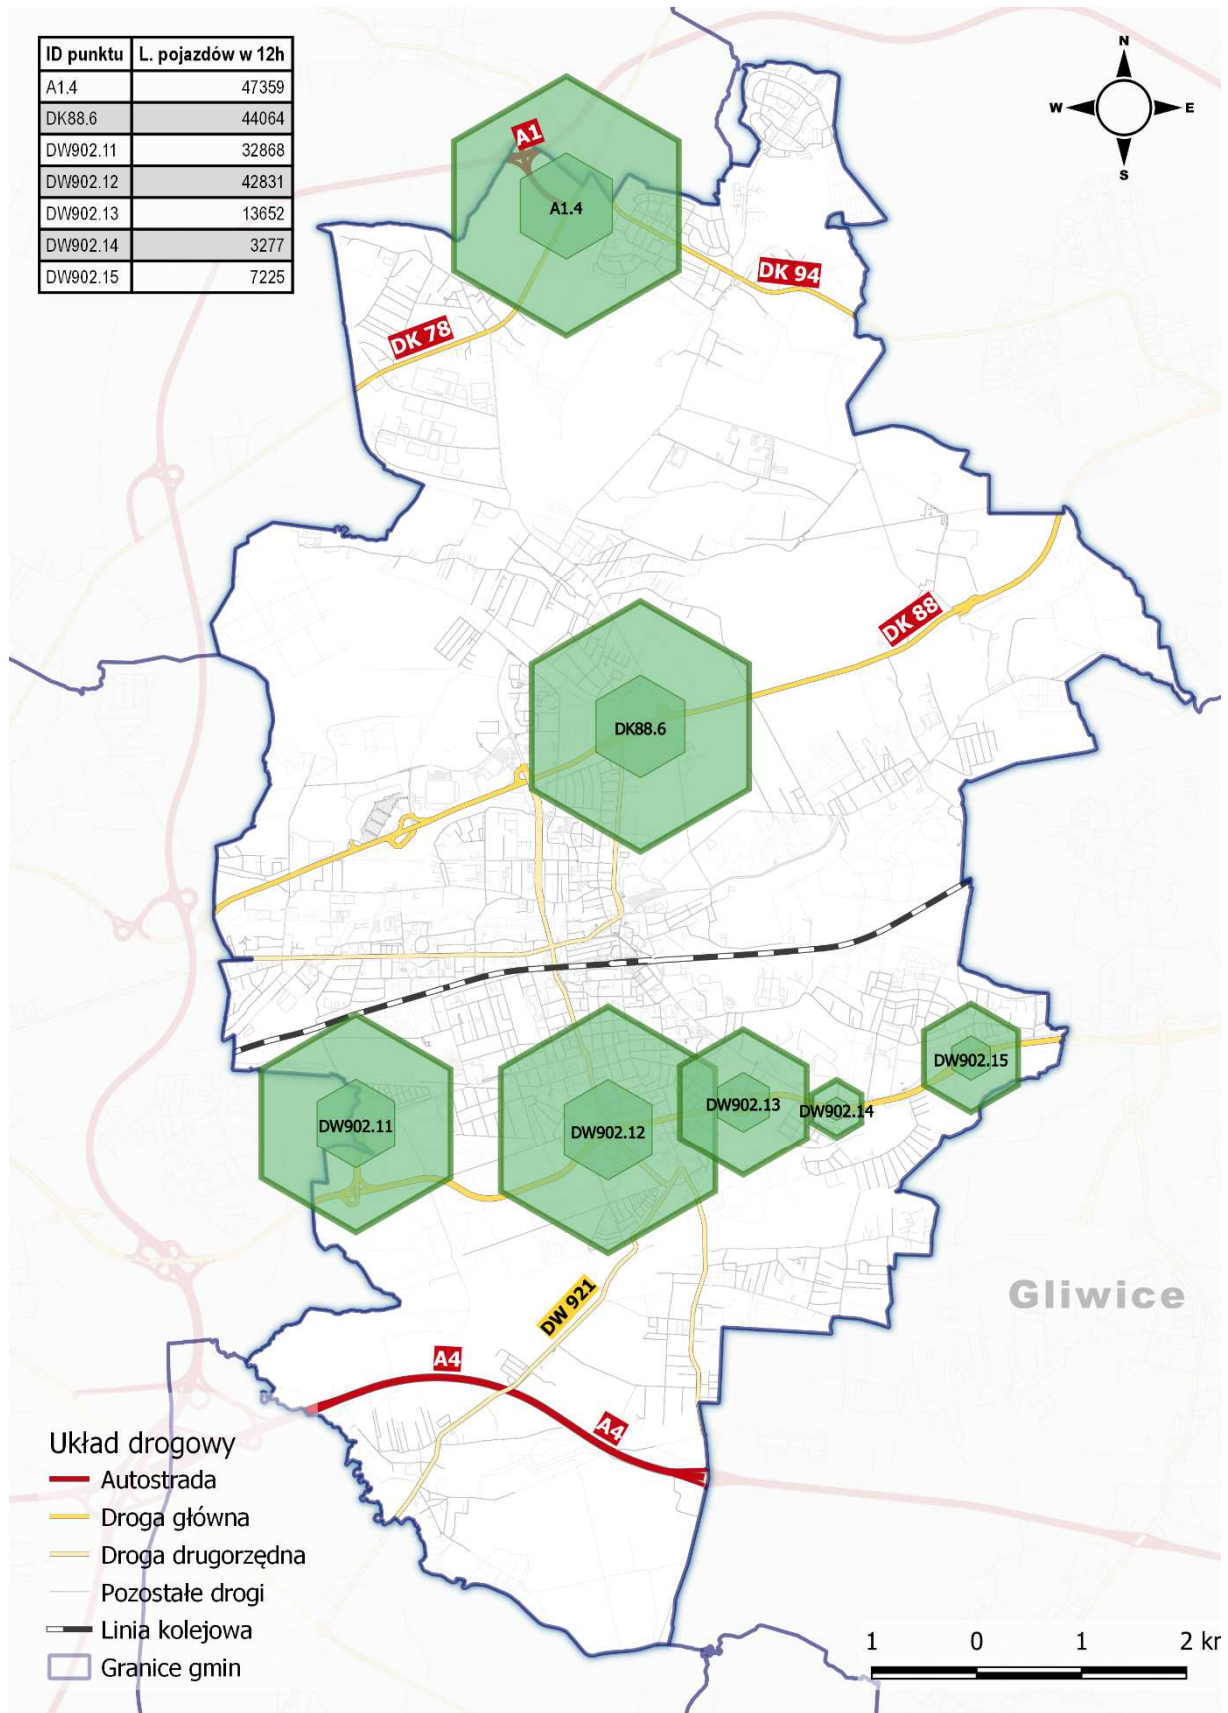 ID punktu L. pojazdów w 12h
A1.4 47359
DK88.6 44064
DW902.11 32868
DW902.12 42831
DW902.13 13652
DW902.14 3277
DW902.15 7225
N
W E
S
A1
A1.4
DK 94
DK 78
DK 88
DK88.6
DW902.15
DW902.13
DW902.14
DW902.11
DW902.12
Gliwice
DW 921
A4
A4
Układ drogowy
Autostrada
Droga główna
Droga drugorzędna
Pozostałe drogi
Linia kolejowa
Granice gmin
1 0 1 2 kr